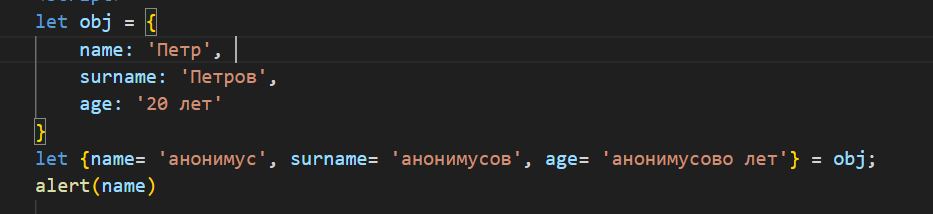 let obj = {
name: 'Петр',
surname: 'Петров',
age: '20 лет'
}
let {name= 'анонимус', surname= 'анонимусов', age= 'анонимусово лет'} = obj;
alert(name)